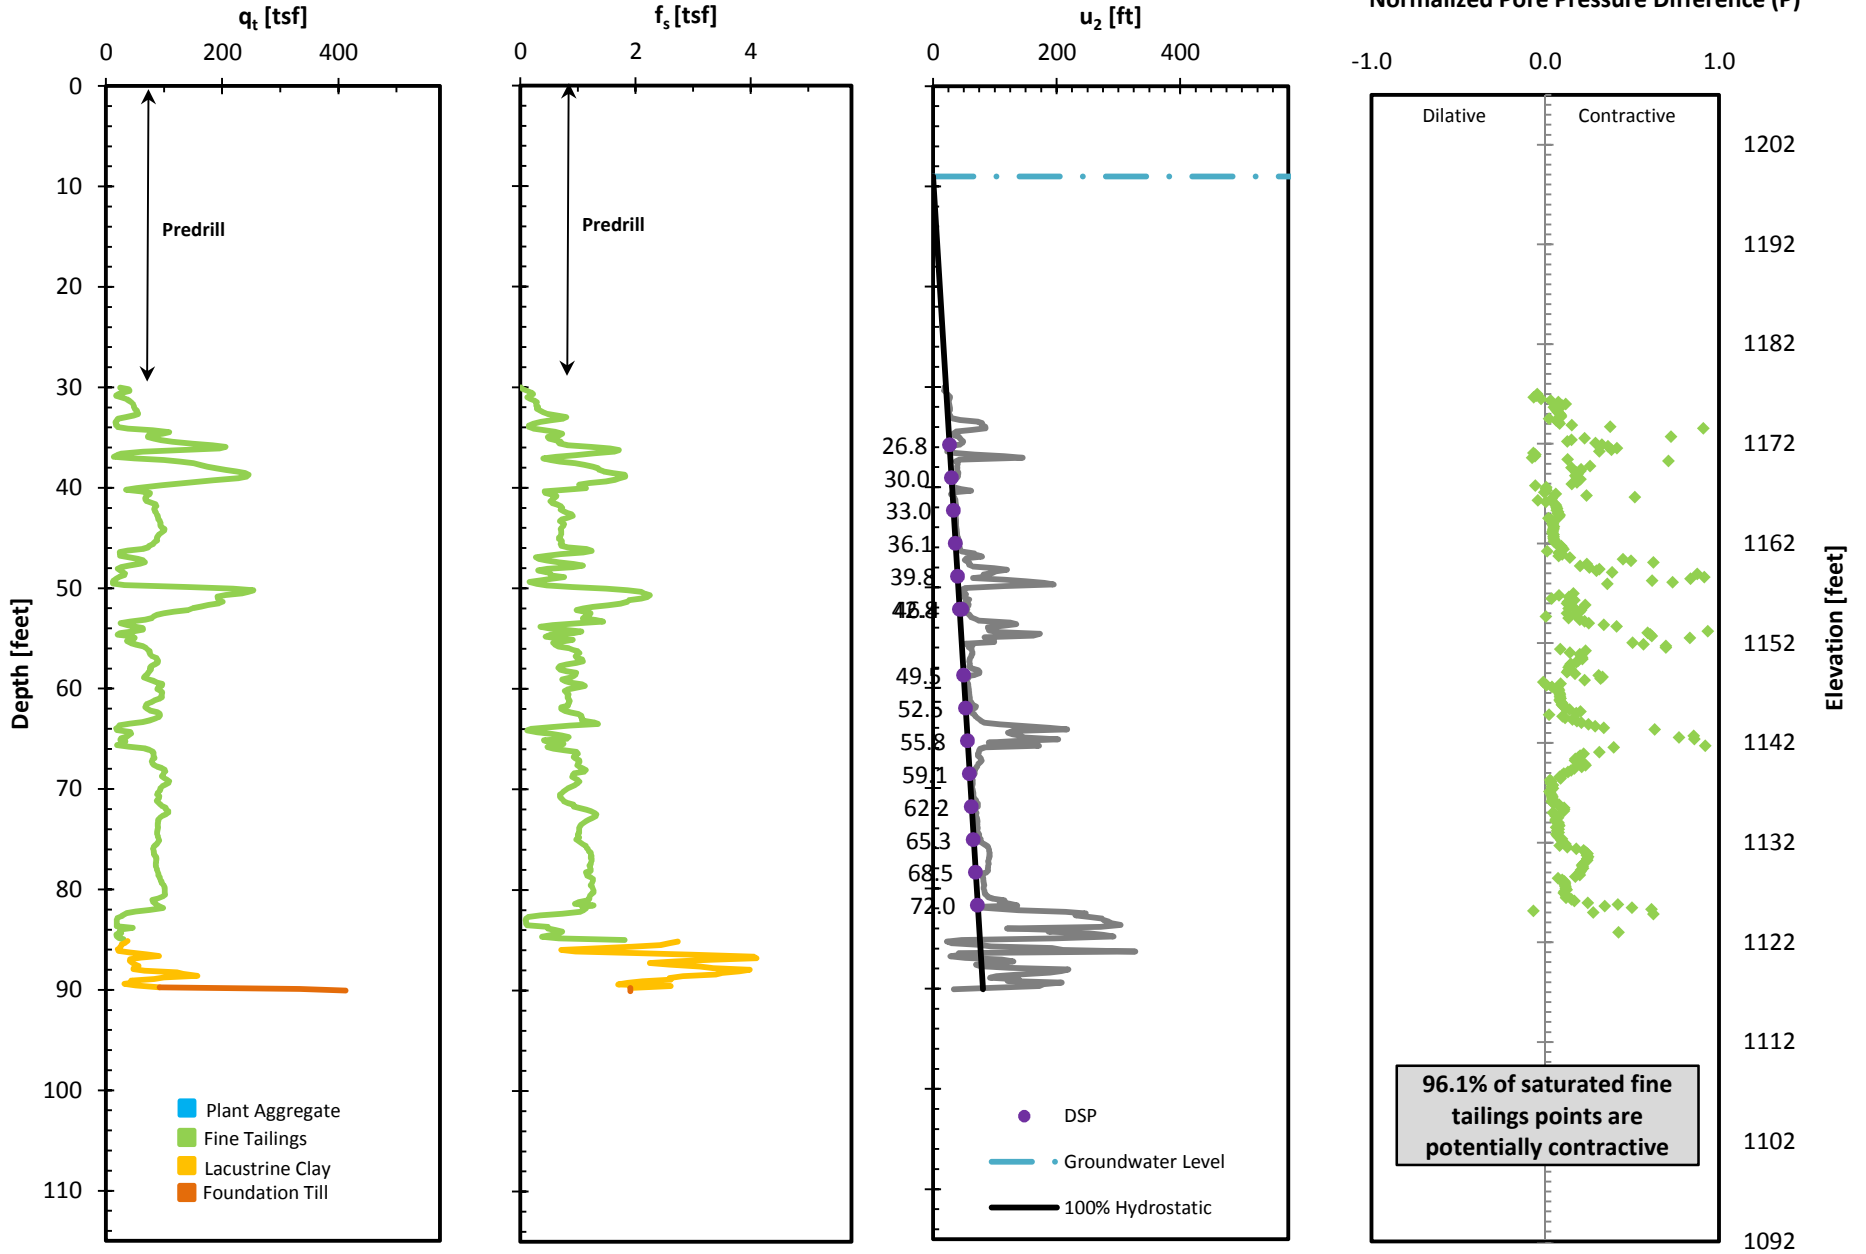 qt [tsf]
fs [tsf]
u2 [ft]
Normalized Pore Pressure Difference (P)
0 200 400
0 2 4
0 200 400
-1.0 0.0 1.0
Dilative Contractive
Predrill
Predrill
Depth [feet]
0
10
20
30
40
50
60
70
80
90
100
110
26.8
30.0
33.0
36.1
39.8
42.8
49.5
52.5
55.8
59.1
62.2
65.3
68.5
72.0
Elevation [feet]
1202
1192
1182
1172
1162
1152
1142
1132
1122
1112
1102
1092
Plant Aggregate
Fine Tailings
Lacustrine Clay
Foundation Till
DSP
Groundwater Level
100% Hydrostatic
96.1% of saturated fine
tailings points are
potentially contractive